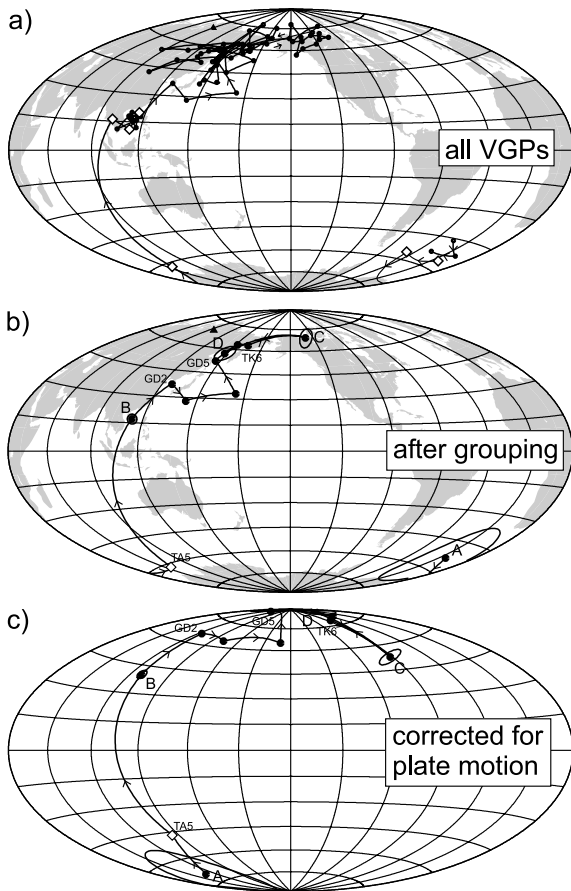 a)
all VGPs
b)
D
C
TK6
GD5
GD2
B
after grouping
TA5
A
c)
GD5
D
GD2
TK6
C
B
corrected for
plate motion
TA5
A